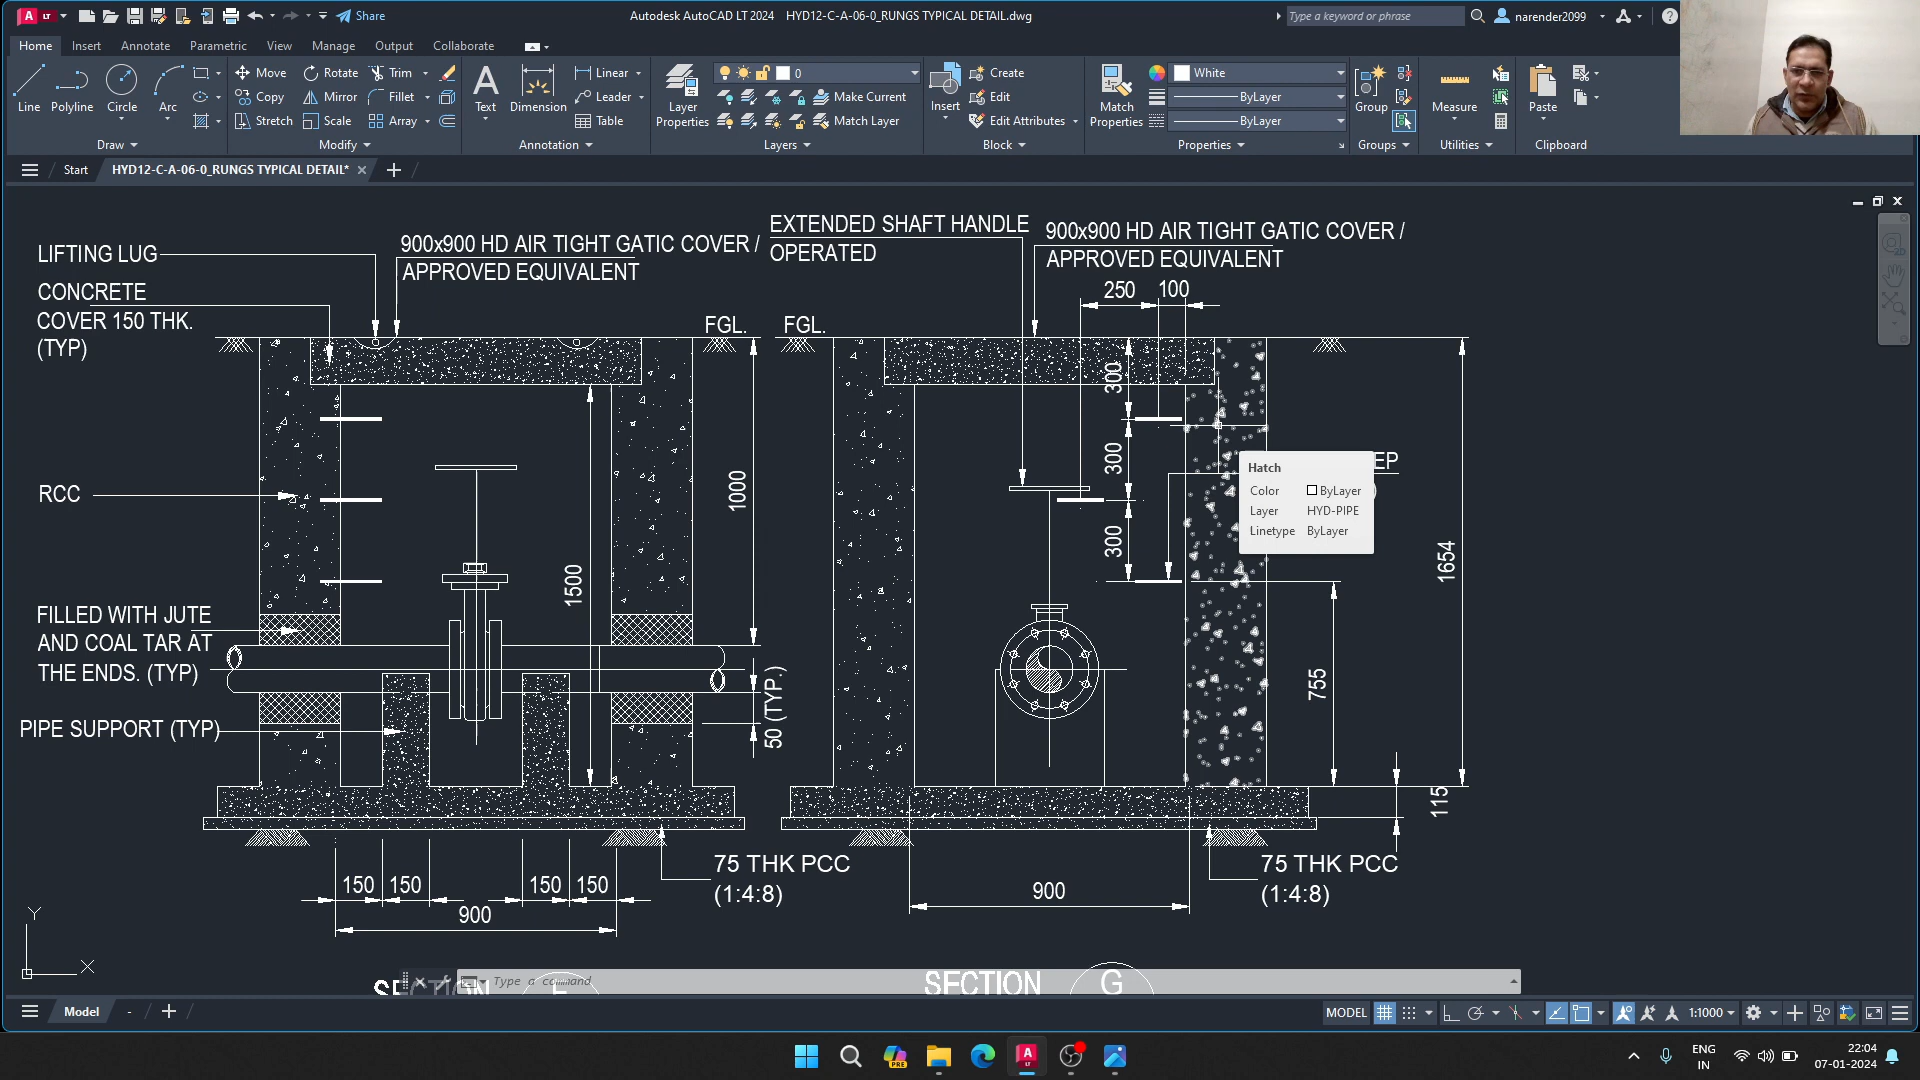 Share
Autodesk AutoCAD LT 2024 HYD12-C-A-06-0_RUNGS TYPICAL DETAIL.dwg
Type a keyword or phrase
narender2099
Home Insert Annotate Parametric View Manage Output Collaborate
Line Polyline Circle Arc
Move Rotate Trim
Copy Mirror Fillet
Stretch Scale Array
Text Dimension
Linear
Leader
Table
Layer
Properties
0
Make Current
Match Layer
Insert
Create
Edit
Edit Attributes
Match
Properties
White
ByLayer
ByLayer
Group
Measure
Paste
Draw Modify Annotation Layers Block Properties Groups Utilities Clipboard
Start HYD12-C-A-06-0_RUNGS TYPICAL DETAIL*
LIFTING LUG
CONCRETE
COVER 150 THK.
(TYP)
900x900 HD AIR TIGHT GATIC COVER /
APPROVED EQUIVALENT
EXTENDED SHAFT HANDLE
OPERATED
900x900 HD AIR TIGHT GATIC COVER /
APPROVED EQUIVALENT
250 100
FGL. FGL.
RCC
1000
1500
300
300
300
EP
Hatch
Color ByLayer
Layer HYD-PIPE
Linetype ByLayer
1654
755
115
FILLED WITH JUTE
AND COAL TAR AT
THE ENDS. (TYP)
PIPE SUPPORT (TYP)
50 (TYP.)
75 THK PCC
(1:4:8)
75 THK PCC
(1:4:8)
150 150 150 150
900
900
SECTION G
Type a command
Y
X
Model
MODEL 1:1000
ENG
IN
22:04
07-01-2024